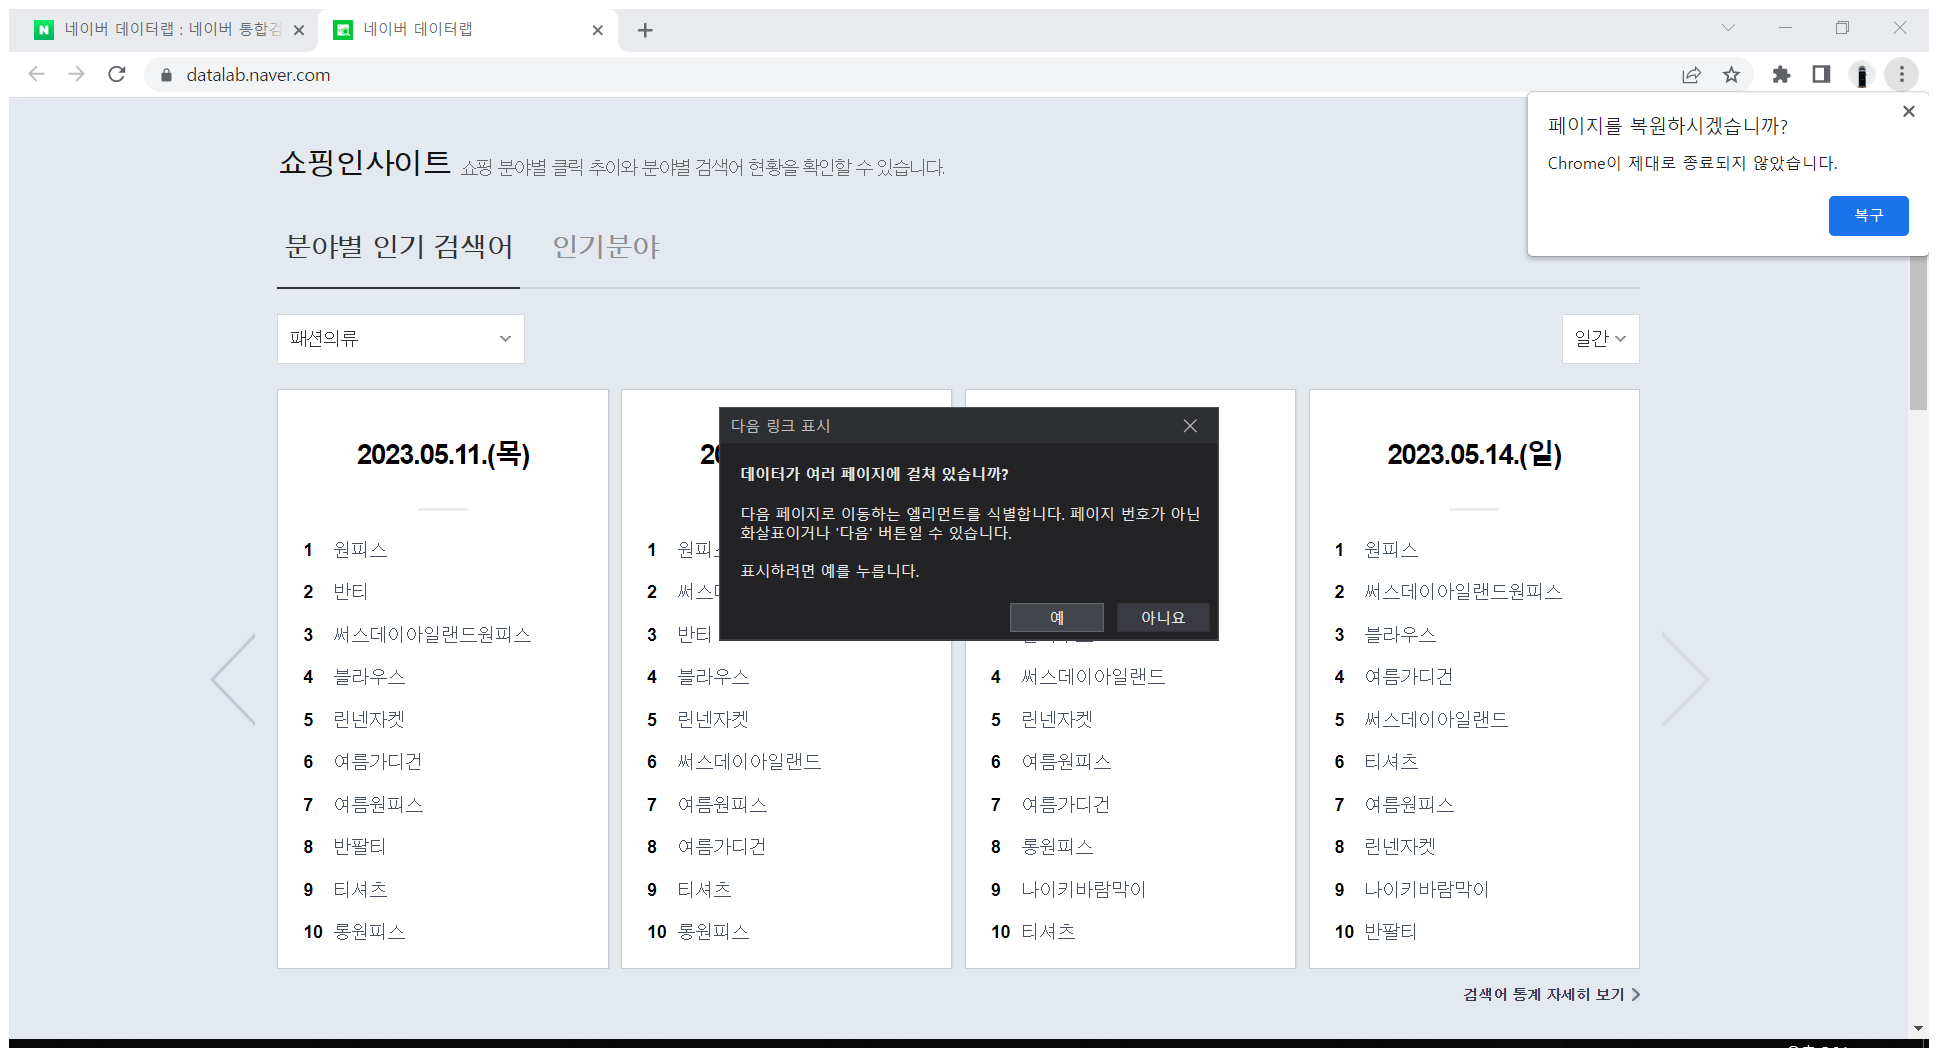 네이버 데이터랩 : 네이버 통합검
네이버 데이터랩
datalab.naver.com
페이지를 복원하시겠습니까?
Chrome이 제대로 종료되지 않았습니다.
복구
쇼핑인사이트 쇼핑 분야별 클릭 추이와 분야별 검색어 현황을 확인할 수 있습니다.
분야별 인기 검색어 인기분야
패션의류
일간
2023.05.11.(목)
1 원피스
2 반티
3 써스데이아일랜드원피스
4 블라우스
5 린넨자켓
6 여름가디건
7 여름원피스
8 반팔티
9 티셔츠
10 롱원피스
1 원피스
2
3 반티
4 블라우스
5 린넨자켓
6 써스데이아일랜드
7 여름원피스
8 여름가디건
9 티셔츠
10 롱원피스
다음 링크 표시
데이터가 여러 페이지에 걸쳐 있습니까?
다음 페이지로 이동하는 엘리먼트를 식별합니다. 페이지 번호가 아닌
화살표이거나 '다음' 버튼일 수 있습니다.
표시하려면 예를 누릅니다.
예
아니요
4 써스데이아일랜드
5 린넨자켓
6 여름원피스
7 여름가디건
8 롱원피스
9 나이키바람막이
10 티셔츠
2023.05.14.(일)
1 원피스
2 써스데이아일랜드원피스
3 블라우스
4 여름가디건
5 써스데이아일랜드
6 티셔츠
7 여름원피스
8 린넨자켓
9 나이키바람막이
10 반팔티
검색어 통계 자세히 보기